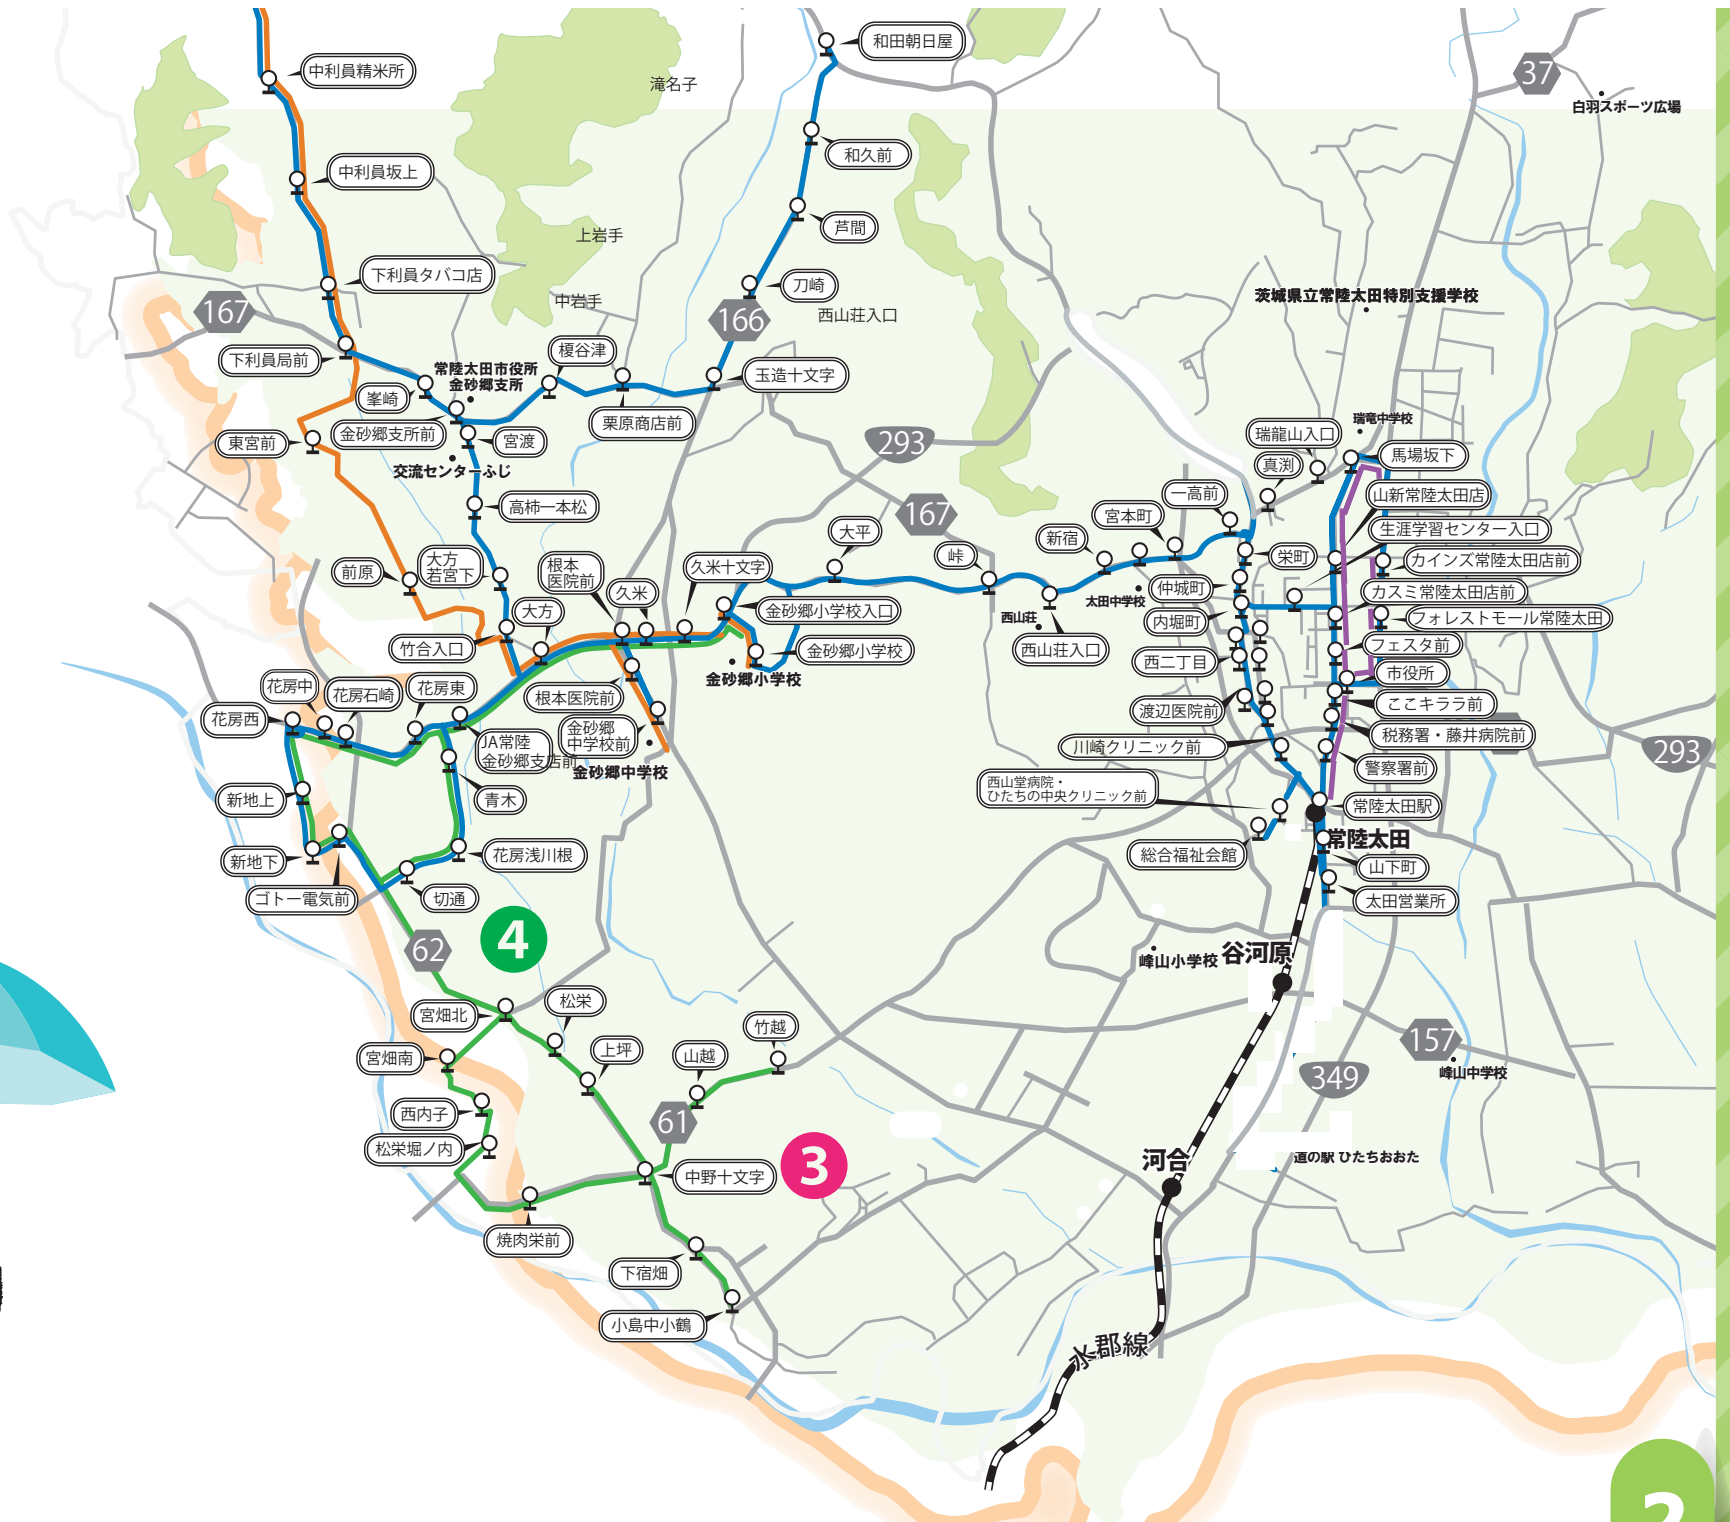 和田朝日屋
中利員精米所
37
滝名子
白羽スポーツ広場
和久前
中利員坂上
芦間
上岩手
下利員タバコ店
刀崎
茨城県立常陸太田特別支援学校
中岩手
167
166
西山荘入口
下利員局前
榎谷津
常陸太田市役所
金砂郷支所
玉造十文字
峯崎
栗原商店前
瑞竜中学校
金砂郷支所前
宮渡
東宮前
293
瑞龍山入口
馬場坂下
真渕
交流センターふじ
一高前
山新常陸太田店
高柿一本松
167
宮本町
生涯学習センター入口
大平
新宿
峠
栄町
カインズ常陸太田店前
前原
大方
若宮下
根本
医院前
久米十文字
久米
仲城町
カスミ常陸太田店前
太田中学校
大方
金砂郷小学校入口
西山荘
内堀町
フォレストモール常陸太田
竹合入口
金砂郷小学校
西山荘入口
フェスタ前
西二丁目
金砂郷小学校
市役所
花房中
花房石崎
花房東
根本医院前
ここキララ前
花房西
渡辺医院前
金砂郷
中学校前
税務署・藤井病院前
JA常陸
金砂郷支店前
川崎クリニック前
293
金砂郷中学校
警察署前
西山堂病院・
ひたちの中央クリニック前
新地上
青木
常陸太田駅
常陸太田
新地下
花房浅川根
総合福祉会館
山下町
ゴトー電気前
切通
太田営業所
4
62
谷河原
峰山小学校
松栄
宮畑北
竹越
157
上坪
山越
宮畑南
峰山中学校
349
西内子
61
松栄堀ノ内
3
河合
道の駅 ひたちおおた
中野十文字
焼肉栄前
下宿畑
小島中小鶴
水郡線
2